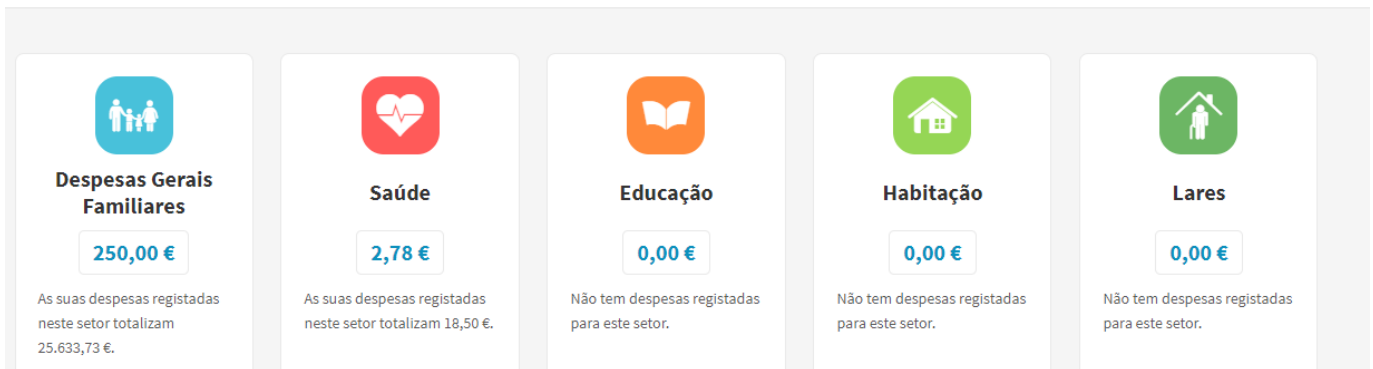 Despesas Gerais
Familiares
250,00 €
As suas despesas registadas
neste setor totalizam
25.633,73 €.
Saúde
2,78 €
As suas despesas registadas
neste setor totalizam 18,50 €.
Educação
0,00 €
Não tem despesas registadas
para este setor.
Habitação
0,00 €
Não tem despesas registadas
para este setor.
Lares
0,00 €
Não tem despesas registadas
para este setor.